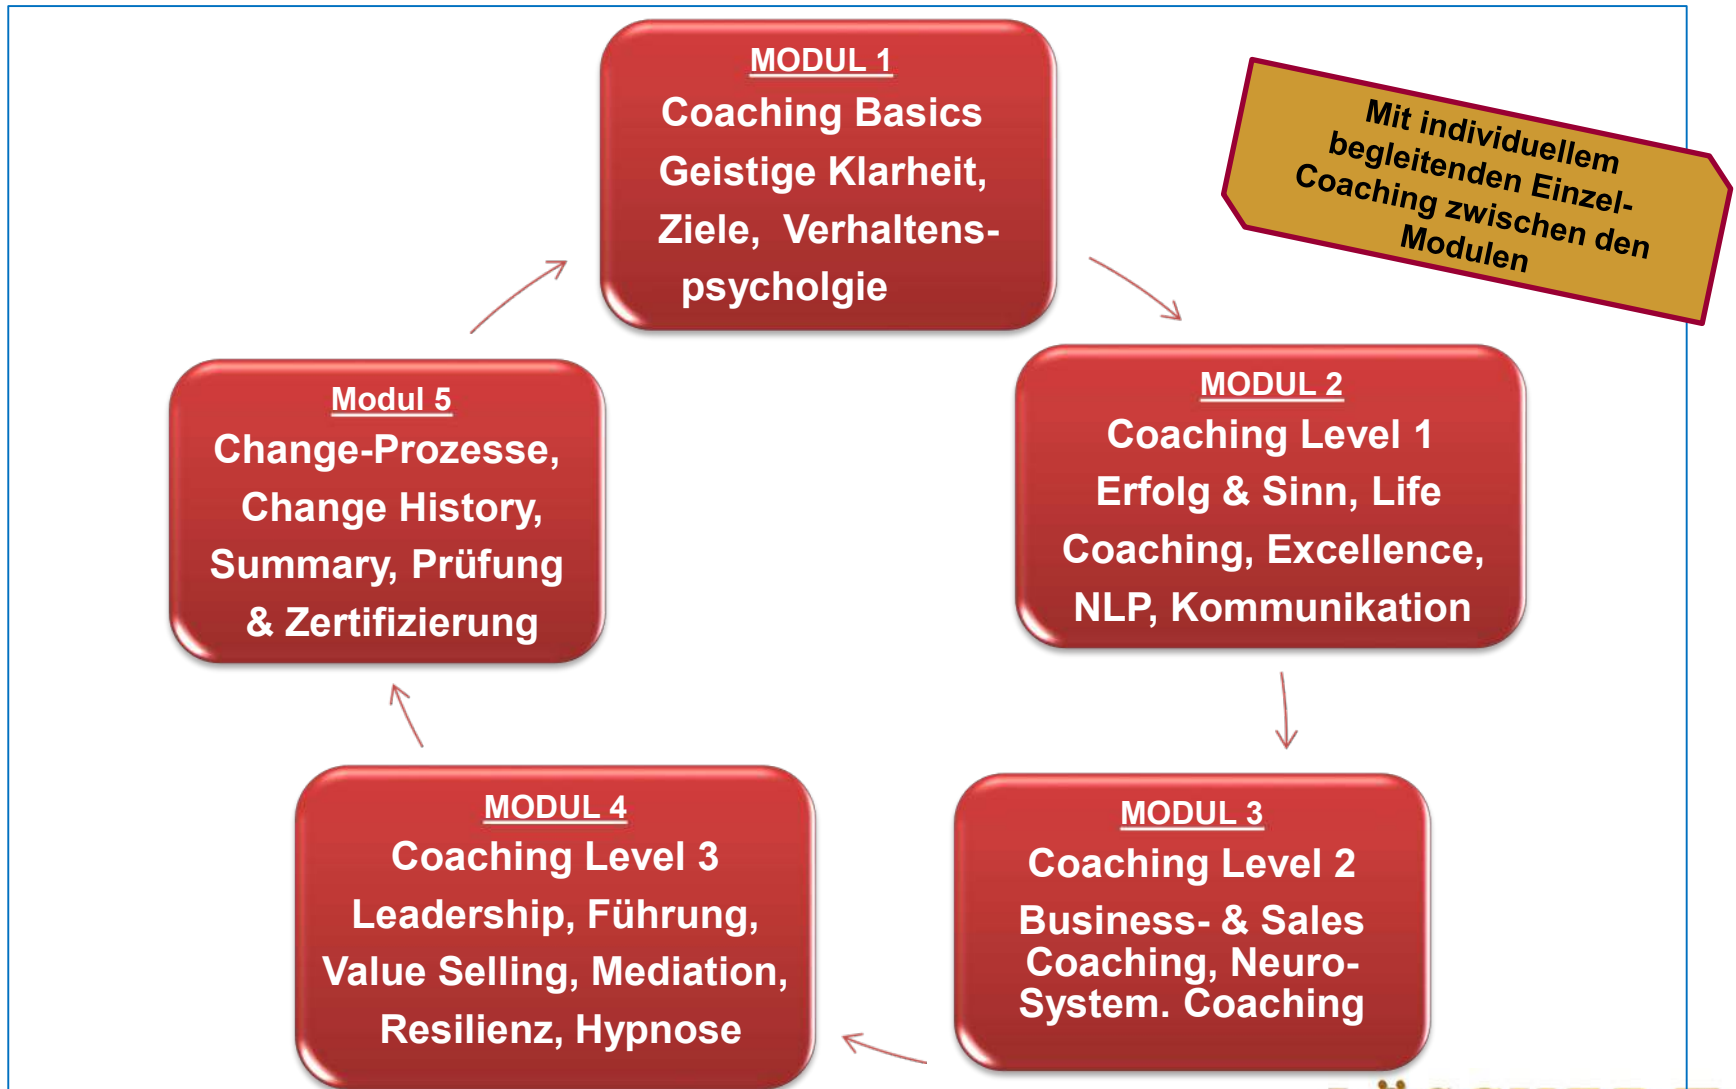 MODUL 1
Coaching Basics
Geistige Klarheit,
Ziele, Verhaltens-
psycholgie
Mit individuellem
begleitenden Einzel-
Coaching zwischen den
Modulen
MODUL 2
Coaching Level 1
Erfolg & Sinn, Life
Coaching, Excellence,
NLP, Kommunikation
MODUL 3
Coaching Level 2
Business- & Sales
Coaching, Neuro-
System. Coaching
MODUL 4
Coaching Level 3
Leadership, Führung,
Value Selling, Mediation,
Resilienz, Hypnose
Modul 5
Change-Prozesse,
Change History,
Summary, Prüfung
& Zertifizierung